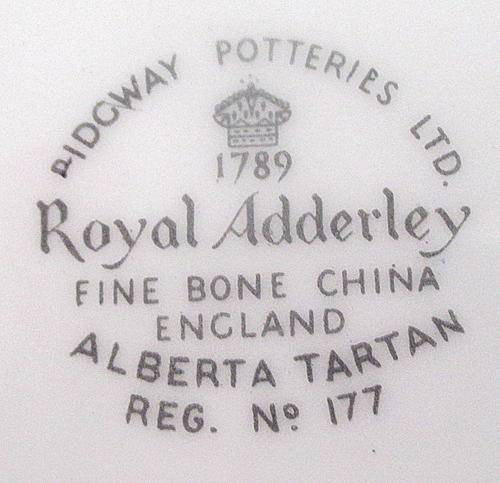 RIDGWAY POTTERIES LTD.
1789
Royal Adderley
FINE BONE CHINA
ENGLAND
ALBERTA TARTAN
REG. Nº 177